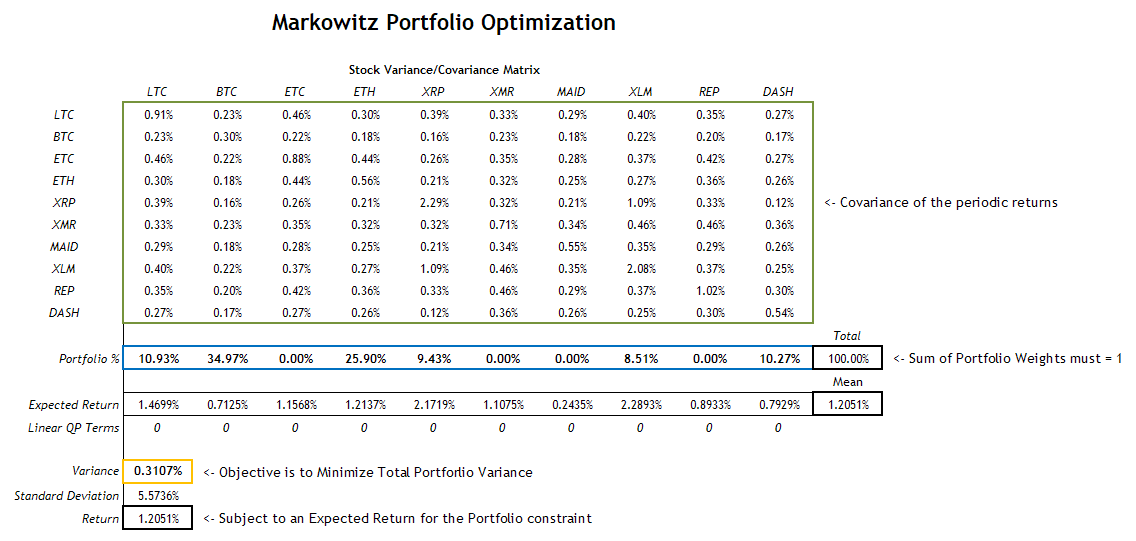 Markowitz Portfolio Optimization
Stock Variance/Covariance Matrix
LTC BTC ETC ETH XRP XMR MAID XLM REP DASH
LTC 0.91% 0.23% 0.46% 0.30% 0.39% 0.33% 0.29% 0.40% 0.35% 0.27%
BTC 0.23% 0.30% 0.22% 0.18% 0.16% 0.23% 0.18% 0.22% 0.20% 0.17%
ETC 0.46% 0.22% 0.88% 0.44% 0.26% 0.35% 0.28% 0.37% 0.42% 0.27%
ETH 0.30% 0.18% 0.44% 0.56% 0.21% 0.32% 0.25% 0.27% 0.36% 0.26%
XRP 0.39% 0.16% 0.26% 0.21% 2.29% 0.32% 0.21% 1.09% 0.33% 0.12% <- Covariance of the periodic returns
XMR 0.33% 0.23% 0.35% 0.32% 0.32% 0.71% 0.34% 0.46% 0.46% 0.36%
MAID 0.29% 0.18% 0.28% 0.25% 0.21% 0.34% 0.55% 0.35% 0.29% 0.26%
XLM 0.40% 0.22% 0.37% 0.27% 1.09% 0.46% 0.35% 2.08% 0.37% 0.25%
REP 0.35% 0.20% 0.42% 0.36% 0.33% 0.46% 0.29% 0.37% 1.02% 0.30%
DASH 0.27% 0.17% 0.27% 0.26% 0.12% 0.36% 0.26% 0.25% 0.30% 0.54%
Total
Portfolio % 10.93% 34.97% 0.00% 25.90% 9.43% 0.00% 0.00% 8.51% 0.00% 10.27% 100.00% <- Sum of Portfolio Weights must = 1
Mean
Expected Return 1.4699% 0.7125% 1.1568% 1.2137% 2.1719% 1.1075% 0.2435% 2.2893% 0.8933% 0.7929% 1.2051%
Linear QP Terms 0 0 0 0 0 0 0 0 0 0
Variance 0.3107% <- Objective is to Minimize Total Portforlio Variance
Standard Deviation 5.5736%
Return 1.2051% <- Subject to an Expected Return for the Portfolio constraint